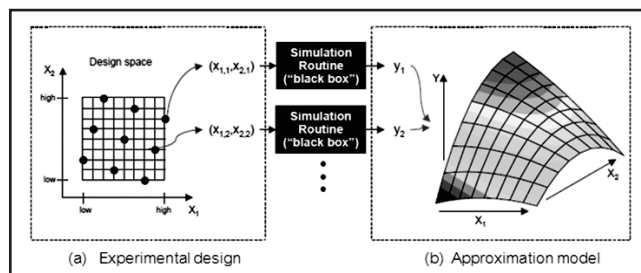 Design space
X2
high
low
low
high
X1
(x1,1,x2,1)
(x1,2,x2,2)
Simulation
Routine
("black box")
Simulation
Routine
("black box")
y1
y2
Y
X1
X2
(a) Experimental design
(b) Approximation model